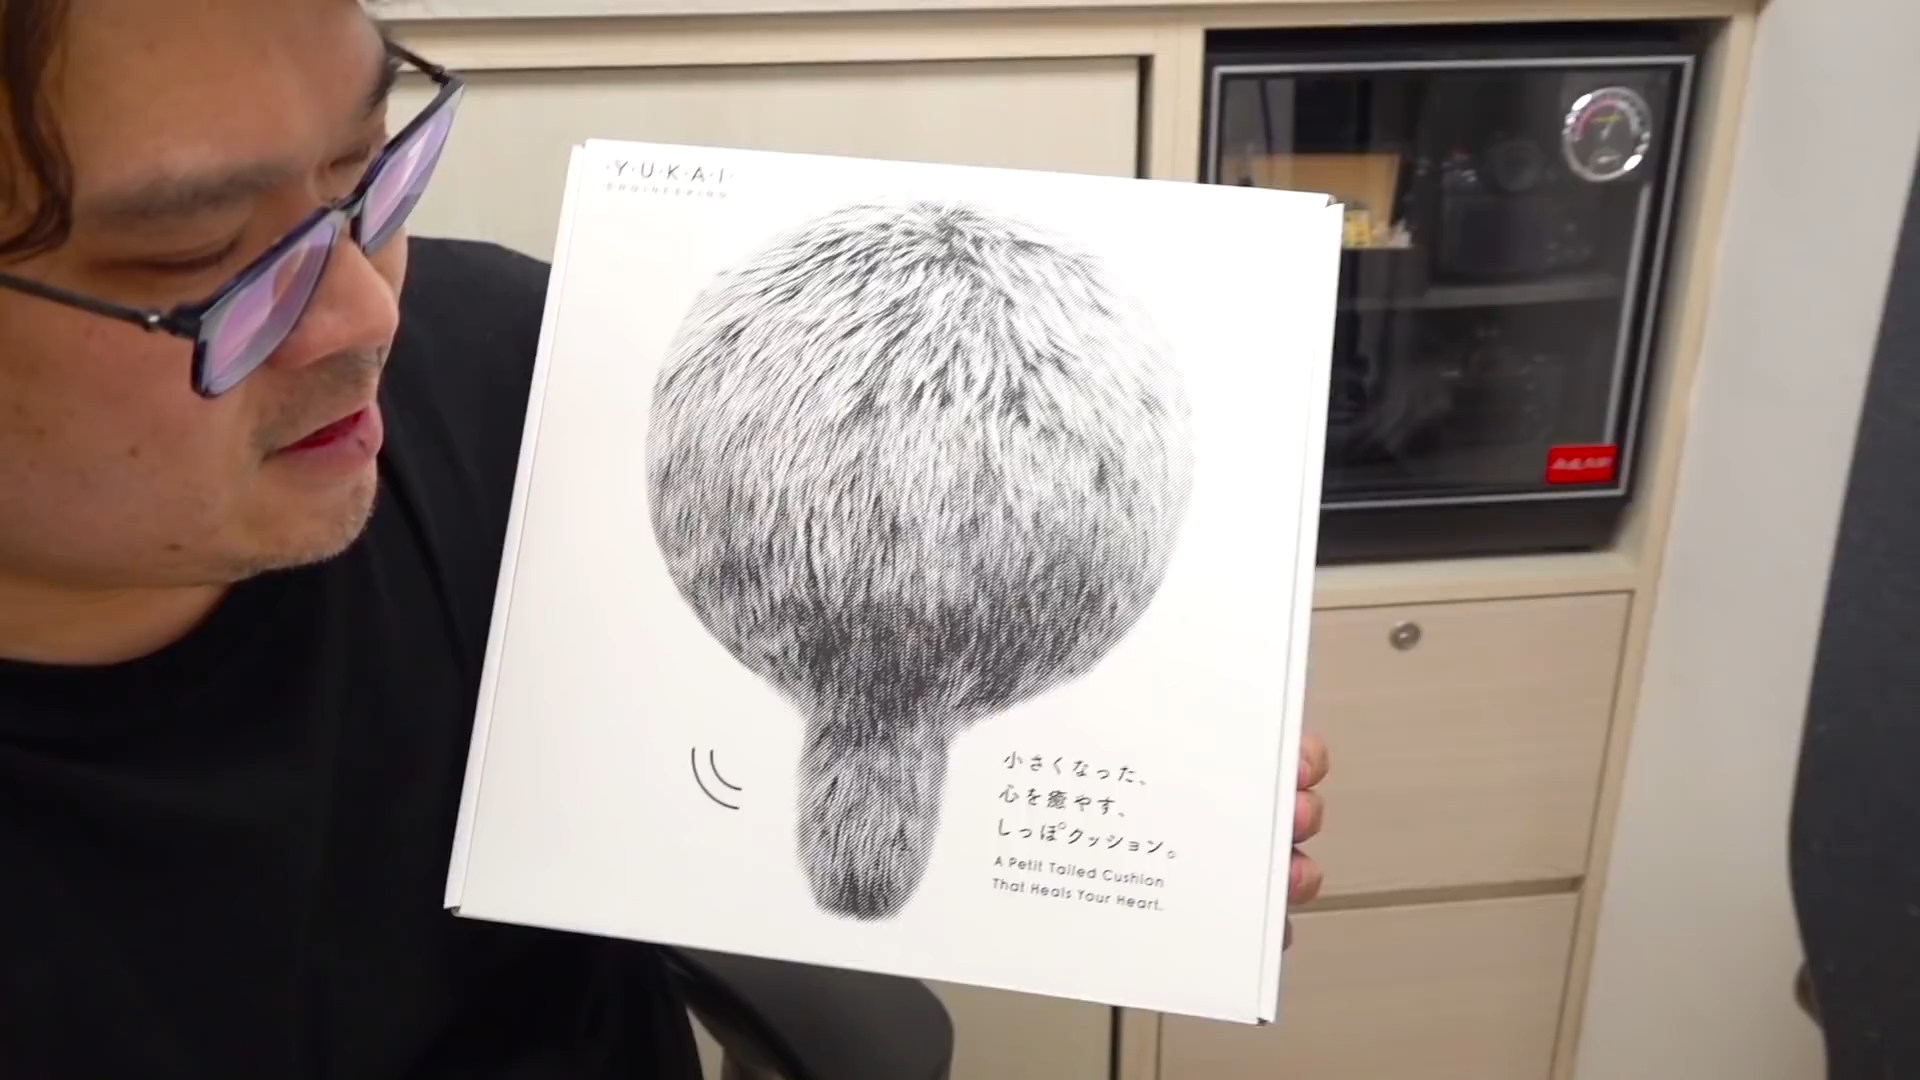 ·Y·U·K·A·I·
ENGINEERING
小さくなった、
心を癒やす、
しっぽクッション。
A Petit Tailed Cushion
That Heals Your Heart.